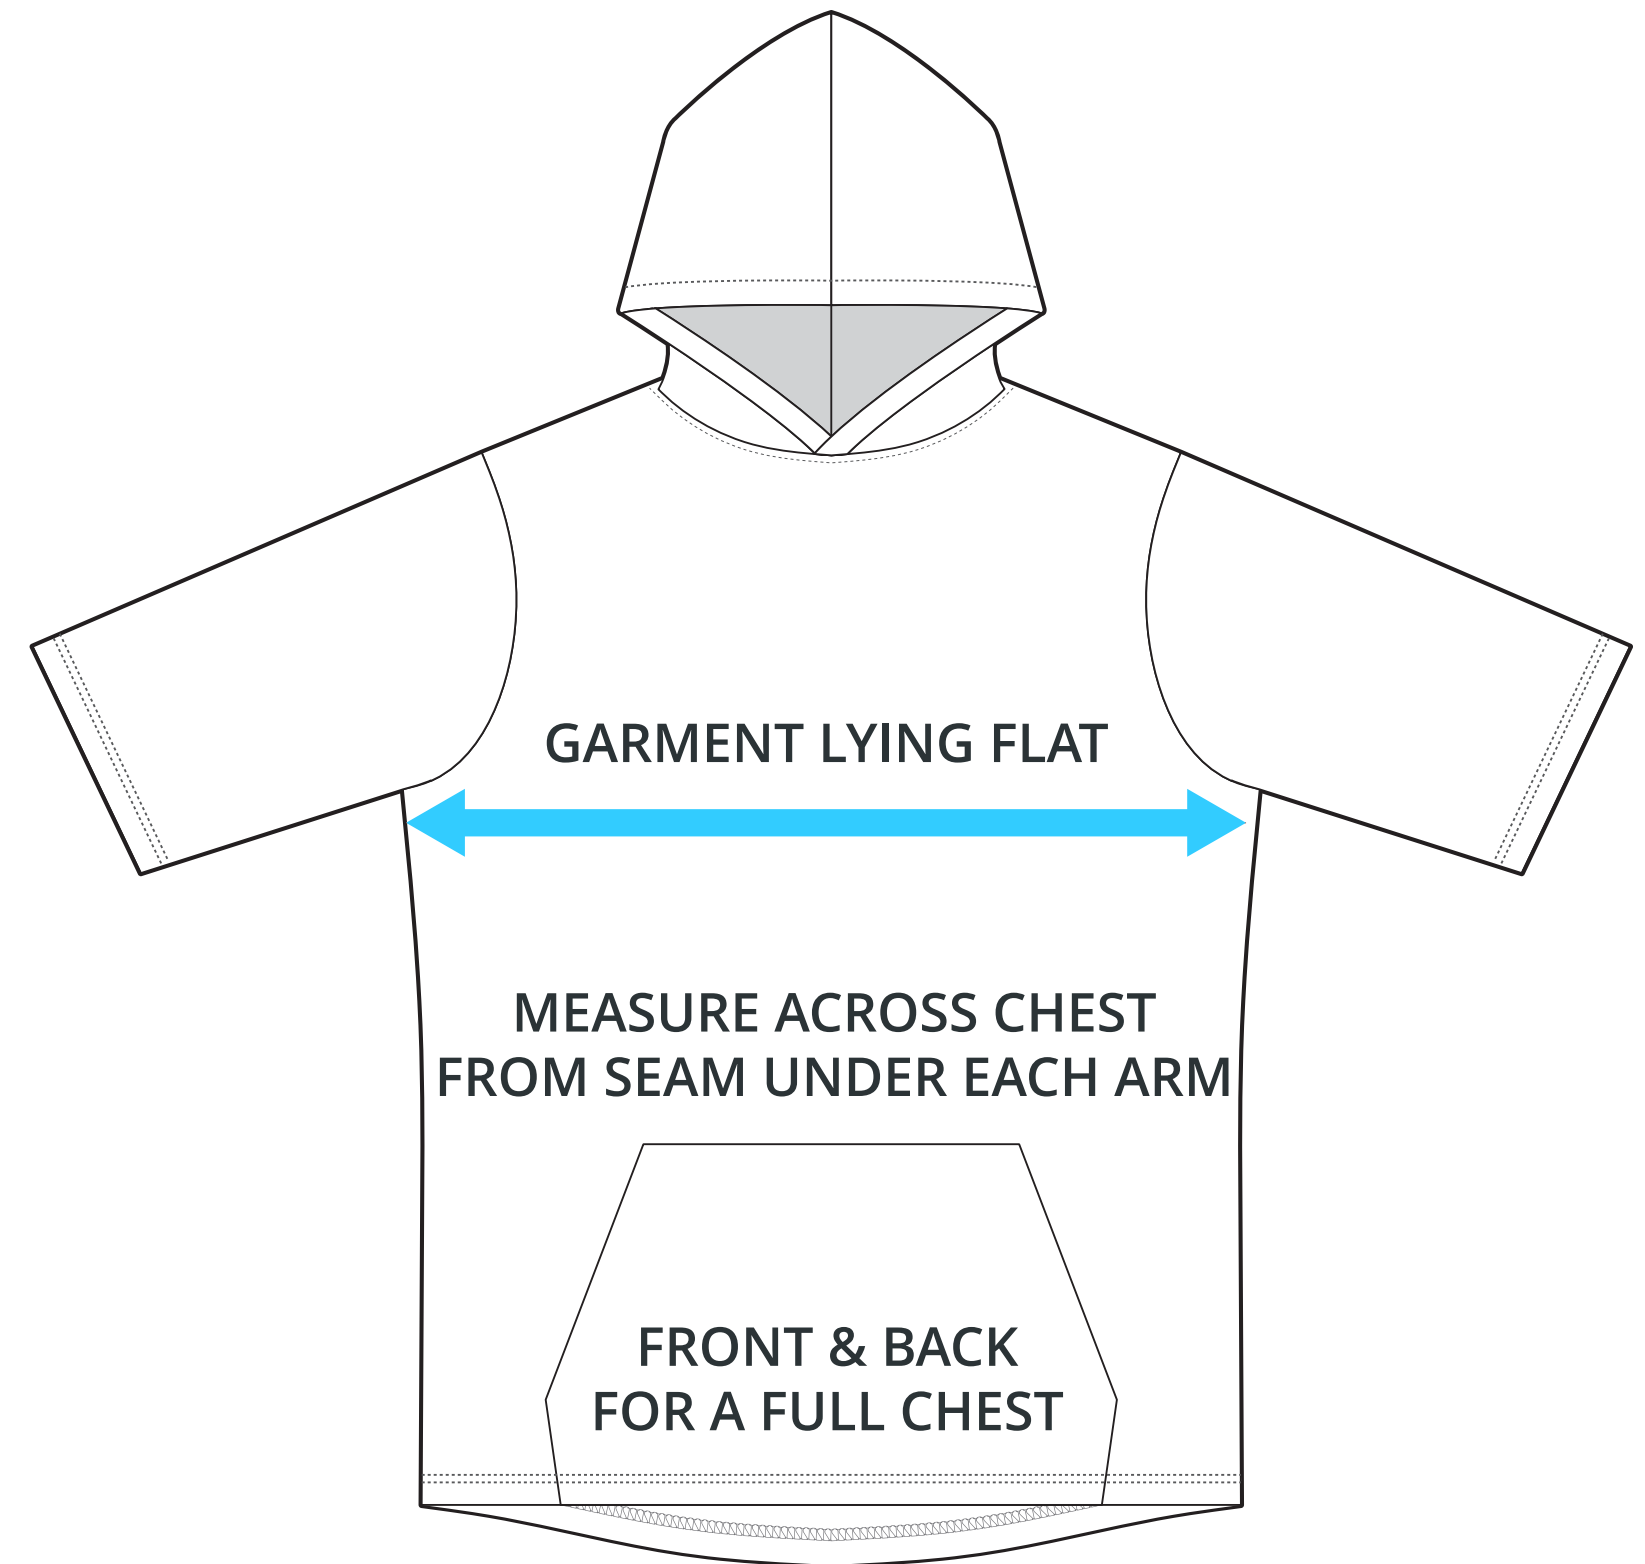 GARMENT LYING FLAT
MEASURE ACROSS CHEST
FROM SEAM UNDER EACH ARM
FRONT & BACK
FOR A FULL CHEST